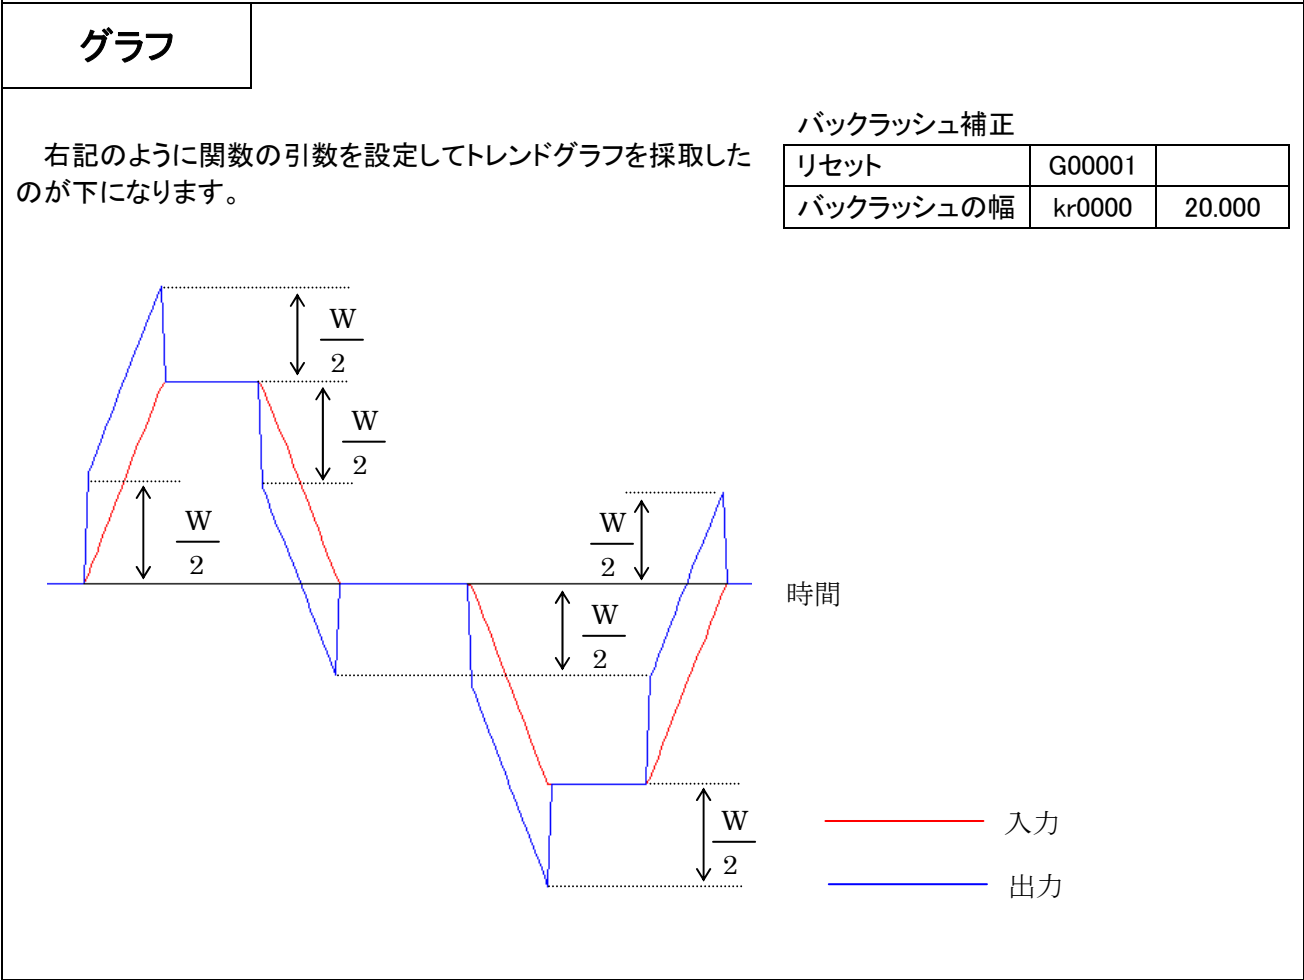 グラフ
右記のように関数の引数を設定してトレンドグラフを採取した
のが下になります。
バックラッシュ補正
リセット G00001
バックラッシュの幅 kr0000 20.000
W
2
W
2
W
2
W
2
時間
W
2
W
2
入力
出力